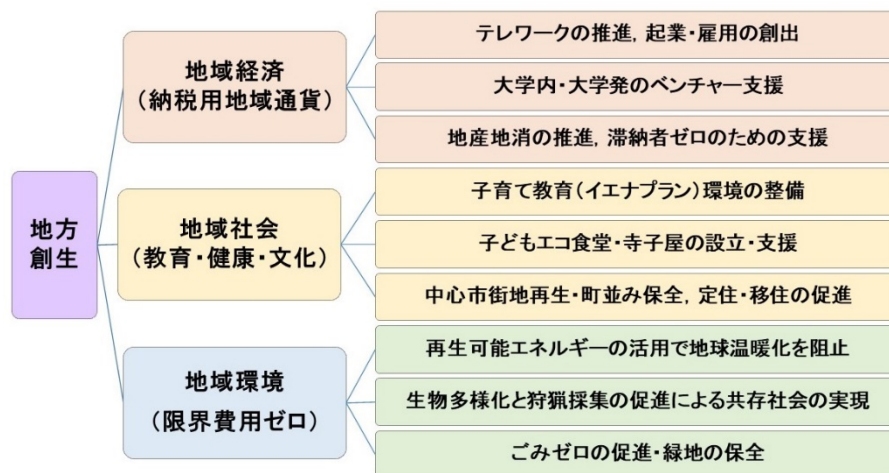 地方
創生
地域経済
（納税用地域通貨）
テレワークの推進，起業・雇用の創出
大学内・大学発のベンチャー支援
地産地消の推進，滞納者ゼロのための支援
地域社会
（教育・健康・文化）
子育て教育（イエナプラン）環境の整備
子どもエコ食堂・寺子屋の設立・支援
中心市街地再生・町並み保全，定住・移住の促進
地域環境
（限界費用ゼロ）
再生可能エネルギーの活用で地球温暖化を阻止
生物多様化と狩猟採集の促進による共存社会の実現
ごみゼロの促進・緑地の保全